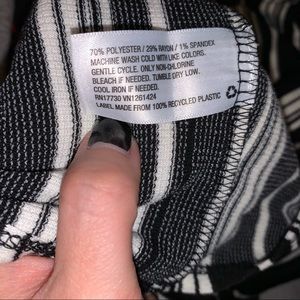 70% POLYESTER / 29% RAYON / 1% SPANDEX
MACHINE WASH COLD WITH LIKE COLORS.
GENTLE CYCLE. ONLY NON-CHLORINE
BLEACH IF NEEDED. TUMBLE DRY LOW.
COOL IRON IF NEEDED.
RN17730 VN1261424
LABEL MADE FROM 100% RECYCLED PLASTIC